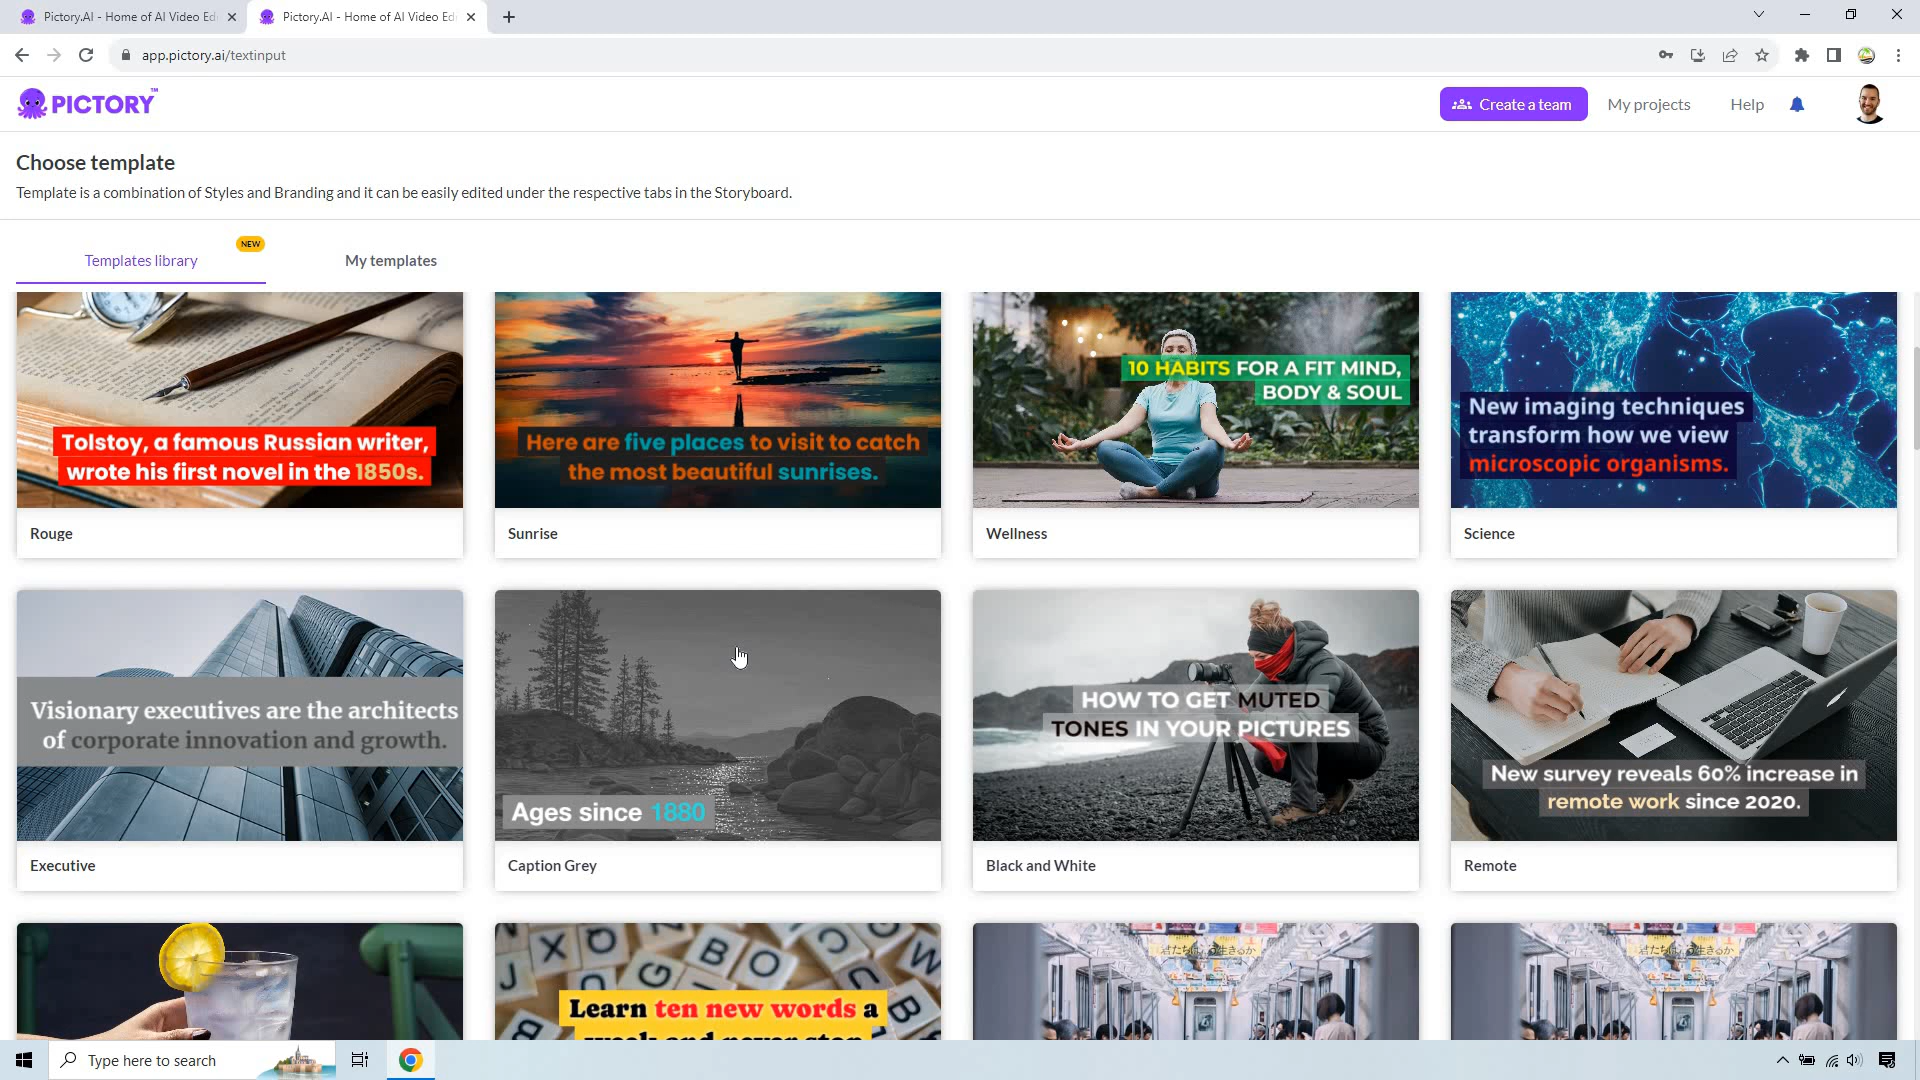 Pictory.AI - Home of AI Video Ed
Pictory.AI - Home of AI Video Ed
app.pictory.ai/textinput
PICTORY™
Create a team
My projects
Help
Choose template
Template is a combination of Styles and Branding and it can be easily edited under the respective tabs in the Storyboard.
NEW
Templates library
My templates
Tolstoy, a famous Russian writer,
wrote his first novel in the 1850s.
Here are five places to visit to catch
the most beautiful sunrises.
10 HABITS FOR A FIT MIND,
BODY & SOUL
New imaging techniques
transform how we view
microscopic organisms.
Rouge
Sunrise
Wellness
Science
Visionary executives are the architects
of corporate innovation and growth.
Ages since 1880
HOW TO GET MUTED
TONES IN YOUR PICTURES
New survey reveals 60% increase in
remote work since 2020.
Executive
Caption Grey
Black and White
Remote
Learn ten new words a
week and never stop
Type here to search